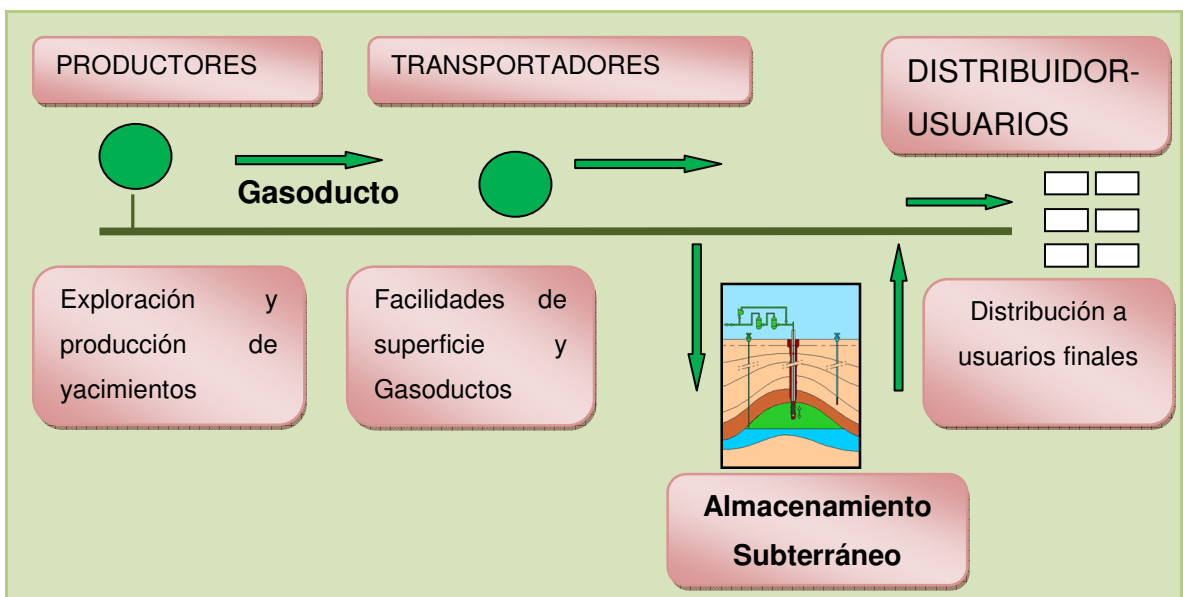 PRODUCTORES
TRANSPORTADORES
DISTRIBUIDOR-
USUARIOS
Gasoducto
Exploración y
producción de
yacimientos
Facilidades de
superficie y
Gasoductos
Distribución a
usuarios finales
Almacenamiento
Subterráneo